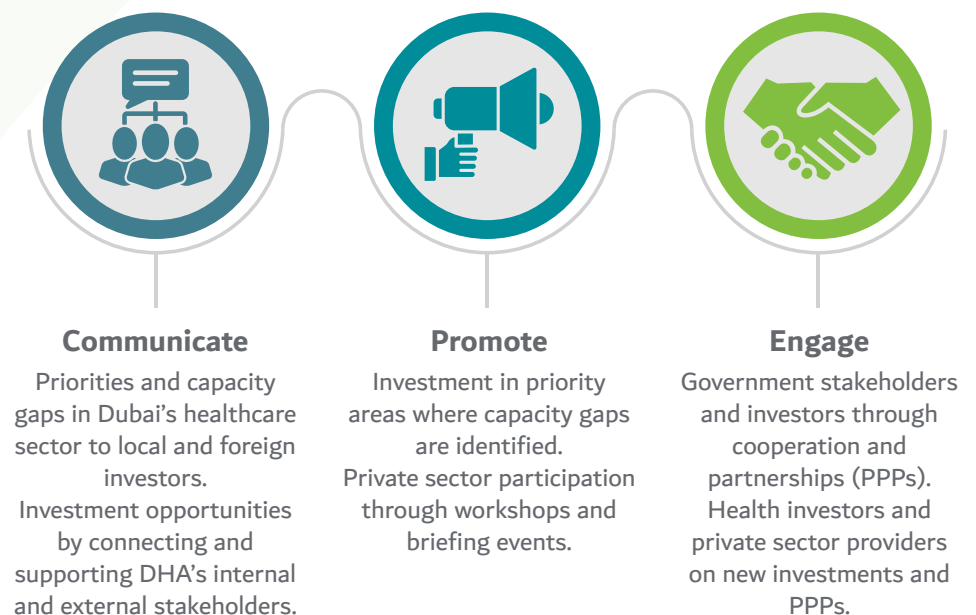 Communicate
Priorities and capacity
gaps in Dubai's healthcare
sector to local and foreign
investors.
Investment opportunities
by connecting and
supporting DHA's internal
and external stakeholders.
Promote
Investment in priority
areas where capacity gaps
are identified.
Private sector participation
through workshops and
briefing events.
Engage
Government stakeholders
and investors through
cooperation and
partnerships (PPPs).
Health investors and
private sector providers
on new investments and
PPPs.